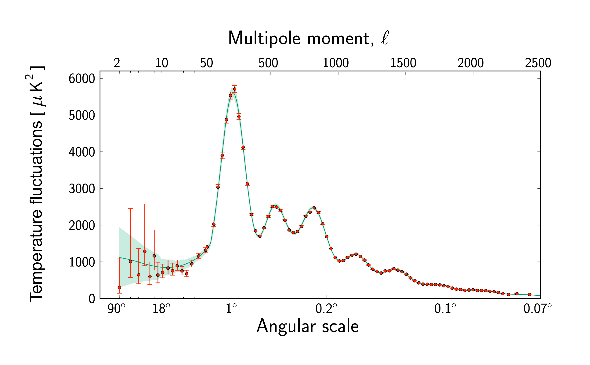 Multipole moment, ℓ
2 10 50 500 1000 1500 2000 2500
Temperature fluctuations [ μ K² ]
6000
5000
4000
3000
2000
1000
0
90° 18° 1° 0.2° 0.1° 0.07°
Angular scale